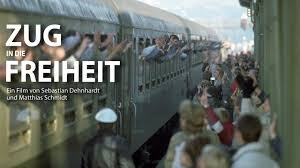 ZUG
IN DIE
FREIHEIT
Ein Film von Sebastian Dehnhardt
und Matthias Schmidt